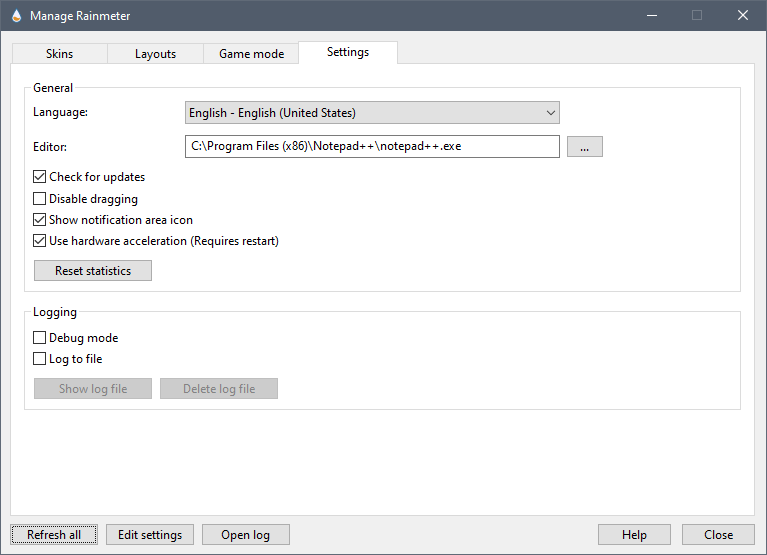 Manage Rainmeter
Skins
Layouts
Game mode
Settings
General
Language:
English - English (United States)
Editor:
C:\Program Files (x86)\Notepad++\notepad++.exe
...
Check for updates
Disable dragging
Show notification area icon
Use hardware acceleration (Requires restart)
Reset statistics
Logging
Debug mode
Log to file
Show log file
Delete log file
Refresh all
Edit settings
Open log
Help
Close